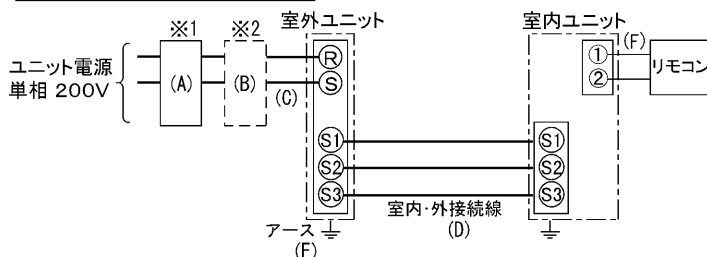 ※1
※2
室外ユニット
室内ユニット
ユニット電源
単相 200V
(A)
(B)
(C)
R
S
①
②
(F)
リモコン
S1
S2
S3
S1
S2
S3
室内・外接続線
(D)
アース
(E)